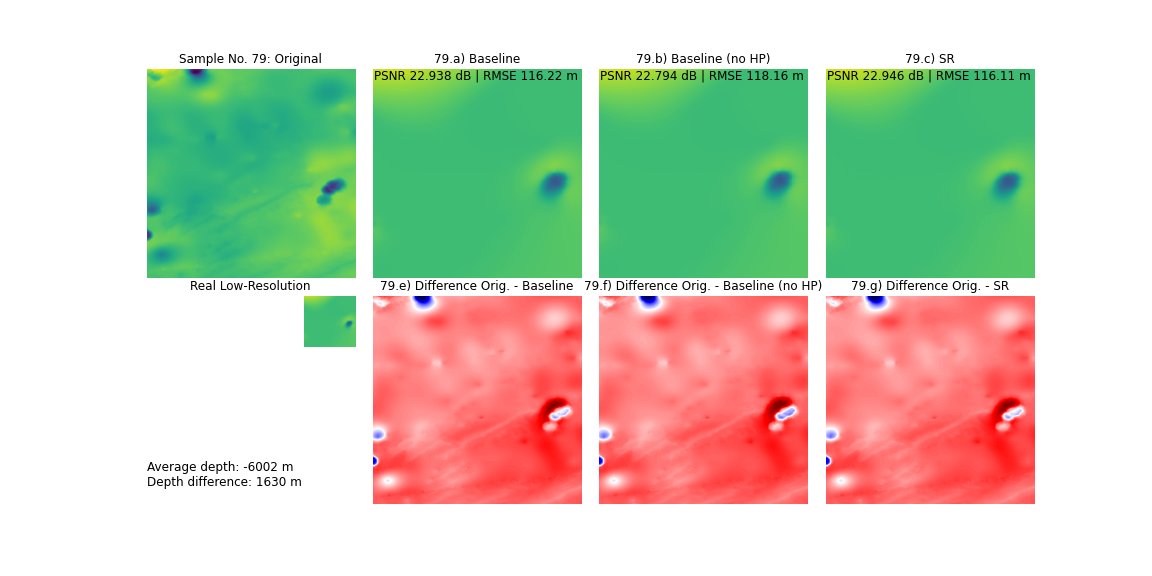 Sample No. 79: Original
79.a) Baseline
79.b) Baseline (no HP)
79.c) SR
PSNR 22.938 dB | RMSE 116.22 m
PSNR 22.794 dB | RMSE 118.16 m
PSNR 22.946 dB | RMSE 116.11 m
Real Low-Resolution
79.e) Difference Orig. - Baseline
79.f) Difference Orig. - Baseline (no HP)
79.g) Difference Orig. - SR
Average depth: -6002 m
Depth difference: 1630 m